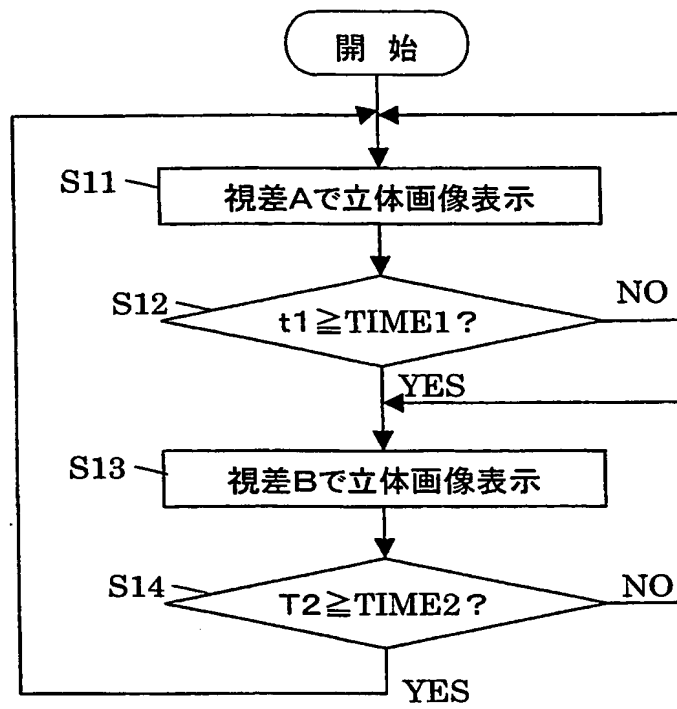 開 始
S11
視差Aで立体画像表示
S12
t1≧TIME1?
NO
YES
S13
視差Bで立体画像表示
S14
T2≧TIME2?
NO
YES